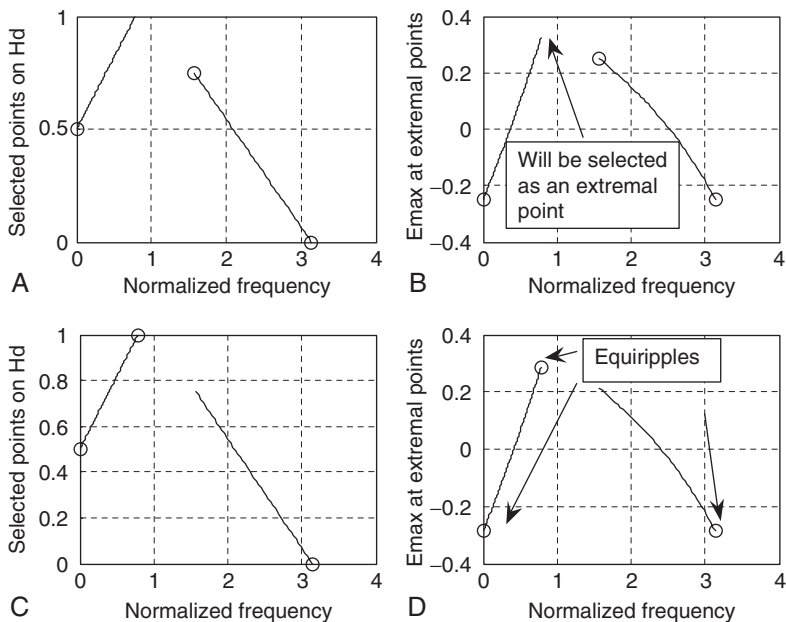 1
0.5
0
0
1
2
3
4
Selected points on Hd
Normalized frequency
A
0.4
0.2
0
−0.2
−0.4
0
1
2
3
4
Emax at extremal points
Will be selected
as an extremal
point
Normalized frequency
B
1
0.8
0.6
0.4
0.2
0
0
1
2
3
4
Selected points on Hd
Normalized frequency
C
0.4
0.2
0
−0.2
−0.4
0
1
2
3
4
Emax at extremal points
Equiripples
Normalized frequency
D